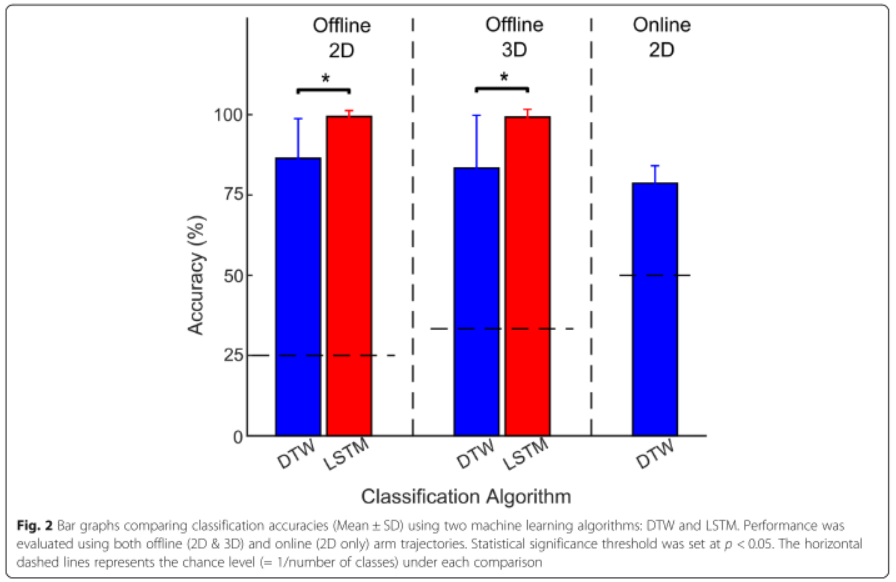 Offline
2D
Offline
3D
Online
2D
*
*
100
75
50
25
0
Accuracy (%)
DTW
LSTM
DTW
LSTM
DTW
Classification Algorithm
Fig. 2 Bar graphs comparing classification accuracies (Mean ± SD) using two machine learning algorithms: DTW and LSTM. Performance was
evaluated using both offline (2D & 3D) and online (2D only) arm trajectories. Statistical significance threshold was set at p < 0.05. The horizontal
dashed lines represents the chance level (= 1/number of classes) under each comparison